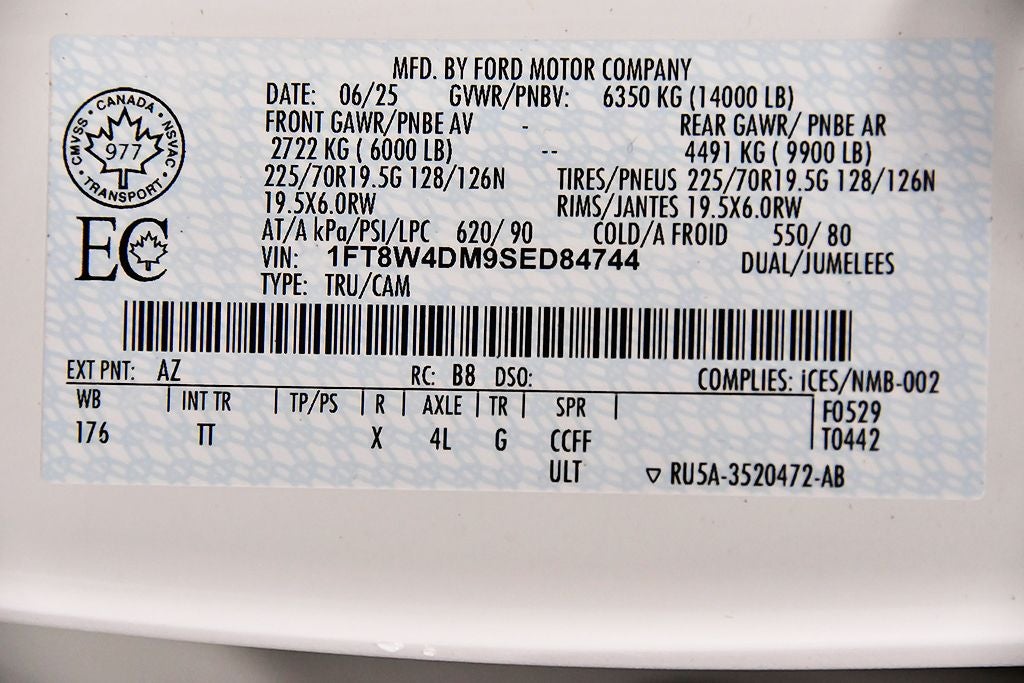 MFD. BY FORD MOTOR COMPANY
DATE: 06/25 GVWR/PNBV: 6350 KG (14000 LB)
FRONT GAWR/PNBE AV - REAR GAWR/ PNBE AR
2722 KG ( 6000 LB) -- 4491 KG ( 9900 LB)
225/70R19.5G 128/126N TIRES/PNEUS 225/70R19.5G 128/126N
19.5X6.0RW RIMS/JANTES 19.5X6.0RW
AT/A kPa/PSI/LPC 620/ 90 COLD/A FROID 550/ 80
VIN: 1FT8W4DM9SED84744 DUAL/JUMELEES
TYPE: TRU/CAM
CANADA
CMVSS NSVAC
977
TRANSPORT
EC
EXT PNT: AZ RC: B8 DSO: COMPLIES: iCES/NMB-002
WB | INT TR | TP/PS | R | AXLE | TR | SPR | F0529
176 TT X 4L G CCFF T0442
ULT ▽ RU5A-3520472-AB